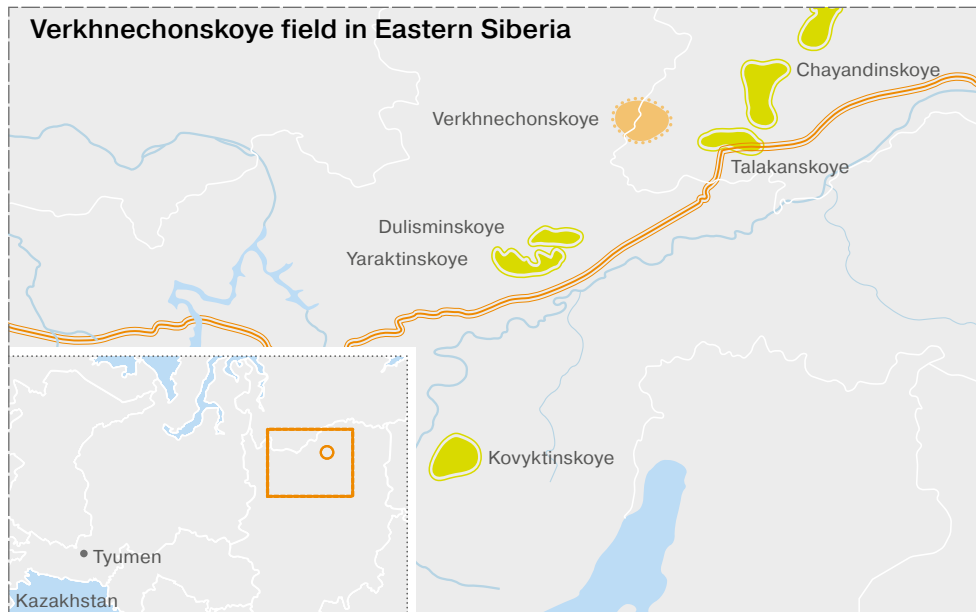 Verkhnechonskoye field in Eastern Siberia
Chayandinskoye
Verkhnechonskoye
Talakanskoye
Dulisminskoye
Yaraktinskoye
Kovyktinskoye
Tyumen
Kazakhstan